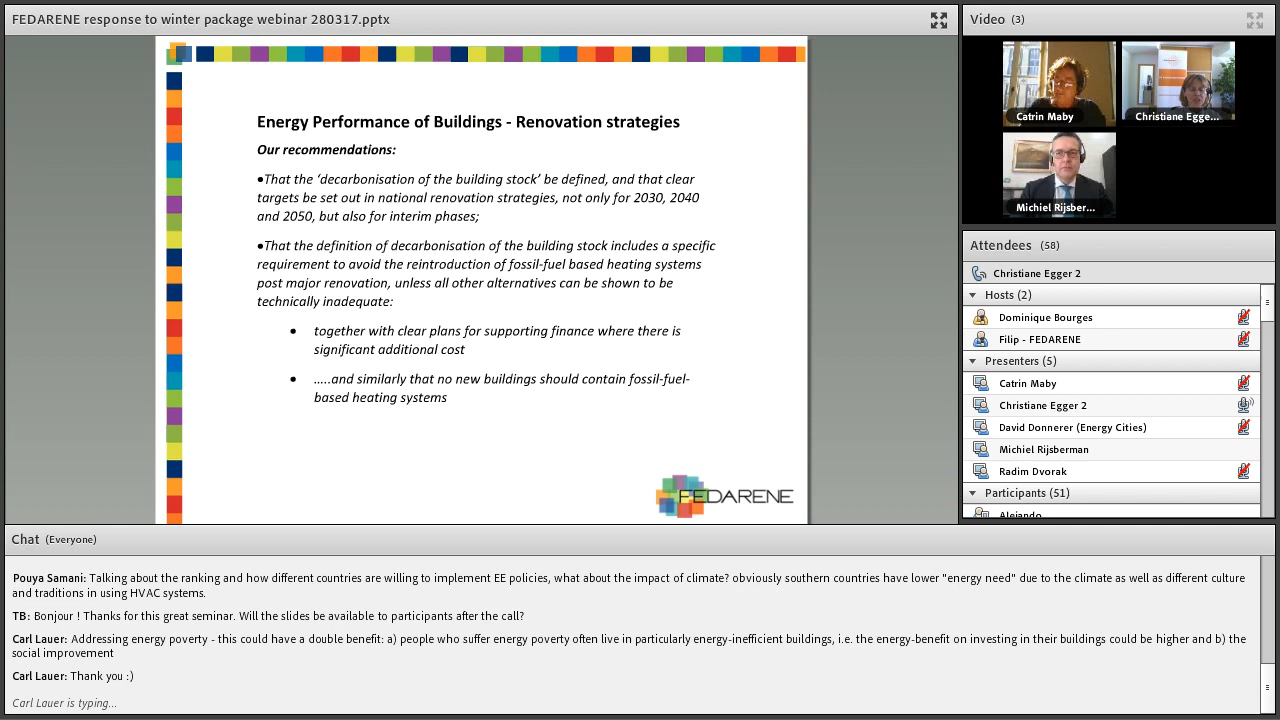 FEDARENE response to winter package webinar 280317.pptx
Energy Performance of Buildings - Renovation strategies
Our recommendations:
•That the ‘decarbonisation of the building stock’ be defined, and that clear
targets be set out in national renovation strategies, not only for 2030, 2040
and 2050, but also for interim phases;
•That the definition of decarbonisation of the building stock includes a specific
requirement to avoid the reintroduction of fossil-fuel based heating systems
post major renovation, unless all other alternatives can be shown to be
technically inadequate:
• together with clear plans for supporting finance where there is
significant additional cost
• .....and similarly that no new buildings should contain fossil-fuel-
based heating systems
FEDARENE
Video (3)
Catrin Maby
Christiane Egge...
Michiel Rijsber...
Attendees (58)
Christiane Egger 2
Hosts (2)
Dominique Bourges
Filip - FEDARENE
Presenters (5)
Catrin Maby
Christiane Egger 2
David Donnerer (Energy Cities)
Michiel Rijsberman
Radim Dvorak
Participants (51)
Alejando
Chat (Everyone)
Pouya Samani: Talking about the ranking and how different countries are willing to implement EE policies, what about the impact of climate? obviously southern countries have lower "energy need" due to the climate as well as different culture
and traditions in using HVAC systems.
TB: Bonjour ! Thanks for this great seminar. Will the slides be available to participants after the call?
Carl Lauer: Addressing energy poverty - this could have a double benefit: a) people who suffer energy poverty often live in particularly energy-inefficient buildings, i.e. the energy-benefit on investing in their buildings could be higher and b) the
social improvement
Carl Lauer: Thank you :)
Carl Lauer is typing...